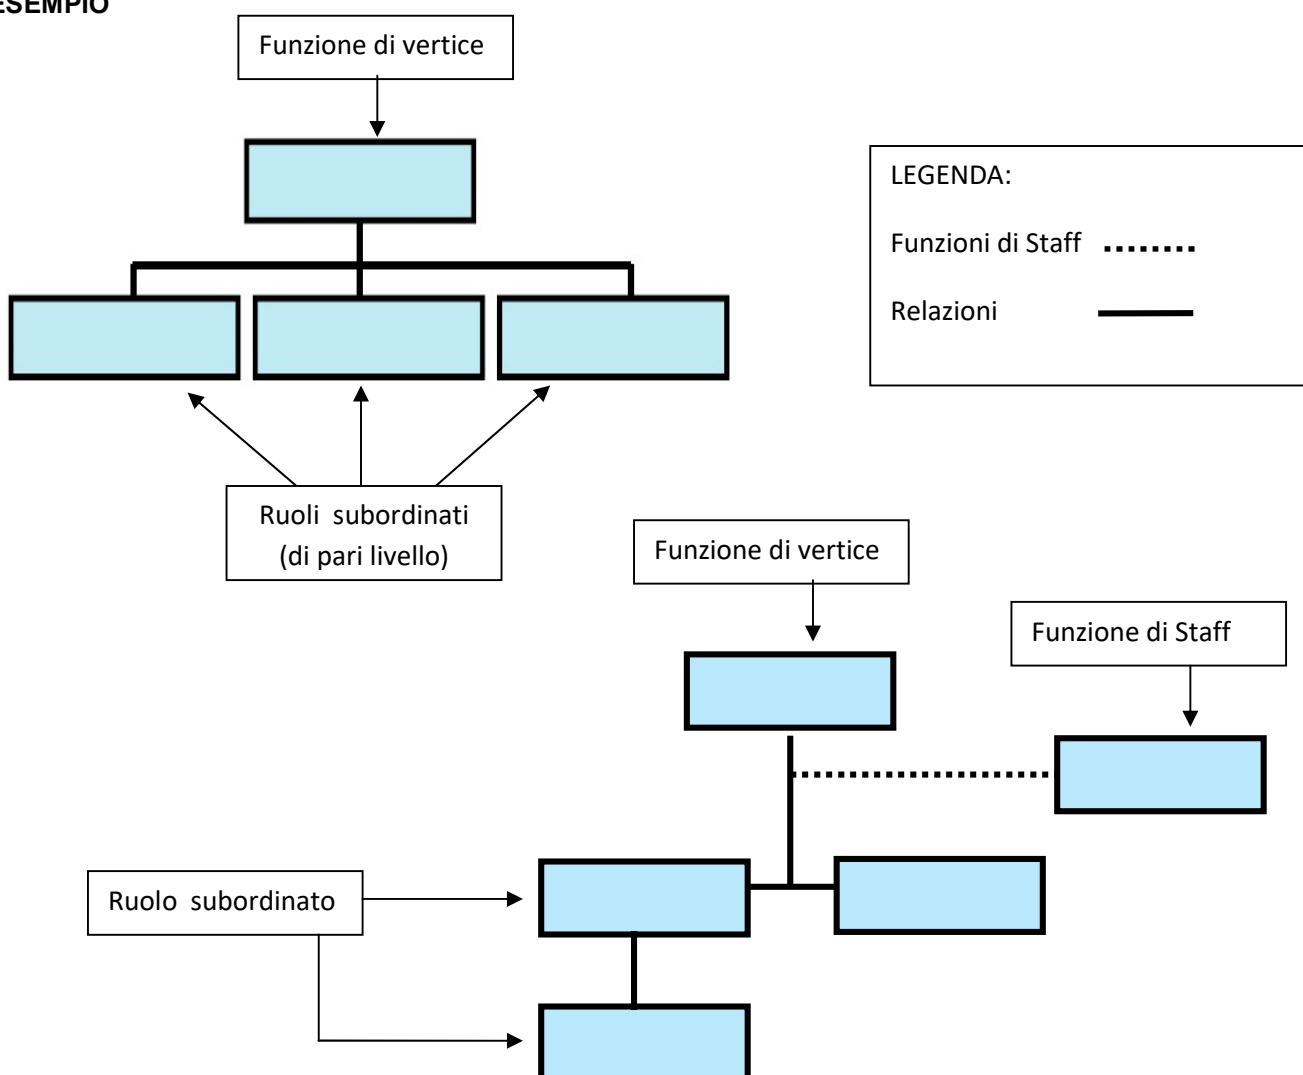 ESEMPIO
Funzione di vertice
LEGENDA:
Funzioni di Staff
Relazioni
Ruoli subordinati
(di pari livello)
Funzione di vertice
Funzione di Staff
Ruolo subordinato